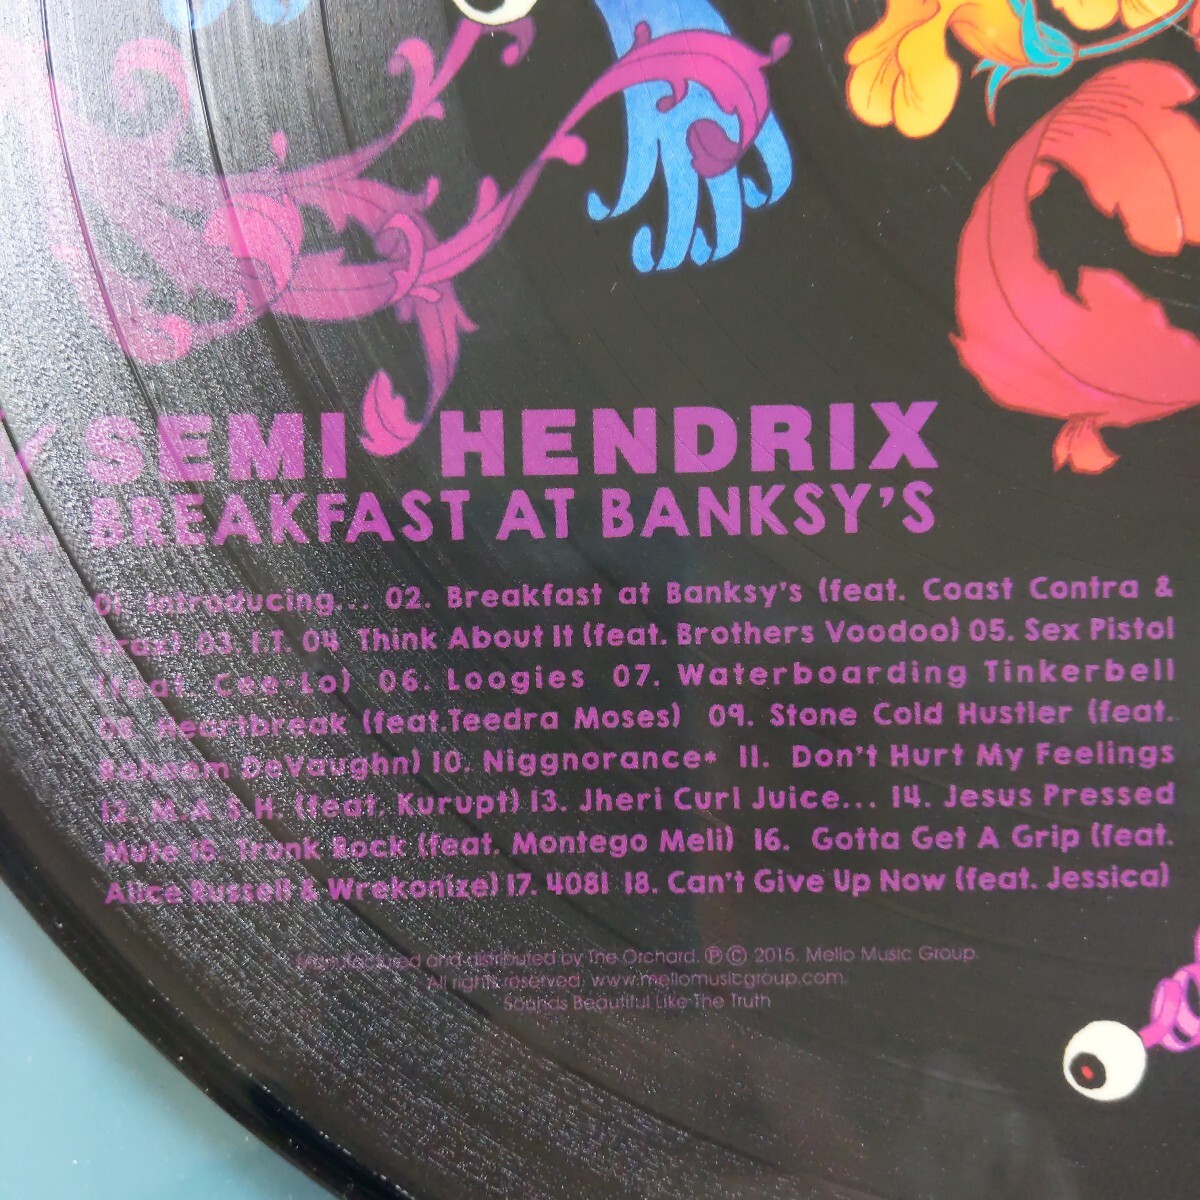 SEMI HENDRIX
BREAKFAST AT BANKSY'S
01. Introducing... 02. Breakfast at Banksy's (feat. Coast Contra &
Drax) 03. I.T. 04 Think About It (feat. Brothers Voodoo) 05. Sex Pistol
(feat. Cee-Lo) 06. Loogies 07. Waterboarding Tinkerbell
08. Heartbreak (feat.Teedra Moses) 09. Stone Cold Hustler (feat.
Raheem DeVaughn) 10. Niggnorance* 11. Don't Hurt My Feelings
12. M.A.S.H. (feat. Kurupt) 13. Jheri Curl Juice... 14. Jesus Pressed
Mute 15. Trunk Rock (feat. Montego Meli) 16. Gotta Get A Grip (feat.
Alice Russell & Wrekonize) 17. 4081 18. Can't Give Up Now (feat. Jessica)
Manufactured and distributed by The Orchard. ℗ © 2015. Mello Music Group.
All rights reserved. www.mellomusicgroup.com.
Sounds Beautiful Like The Truth